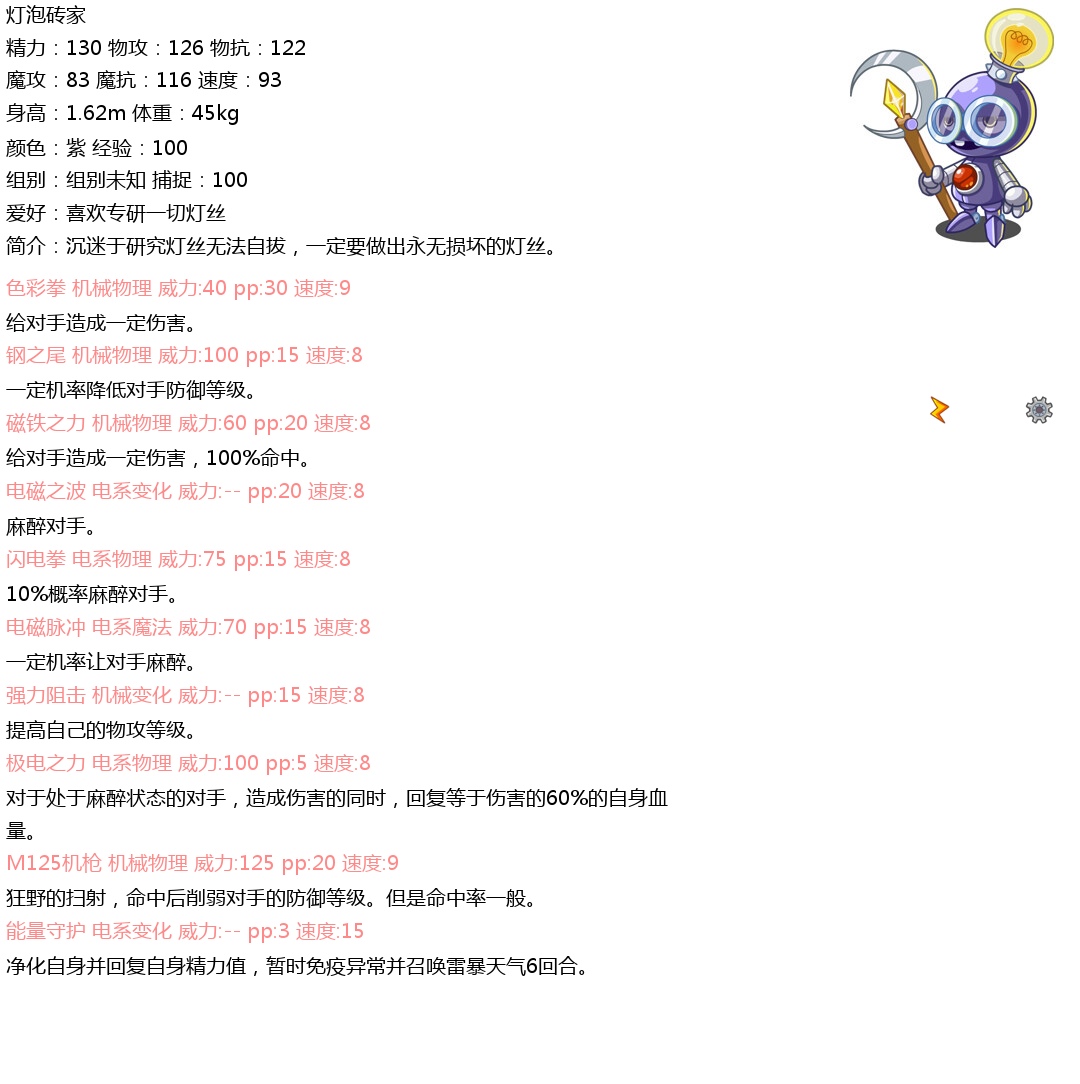 灯泡砖家
精力：130 物攻：126 物抗：122
魔攻：83 魔抗：116 速度：93
身高：1.62m 体重：45kg
颜色：紫 经验：100
组别：组别未知 捕捉：100
爱好：喜欢专研一切灯丝
简介：沉迷于研究灯丝无法自拔，一定要做出永无损坏的灯丝。
色彩拳 机械物理 威力:40 pp:30 速度:9
给对手造成一定伤害。
钢之尾 机械物理 威力:100 pp:15 速度:8
一定机率降低对手防御等级。
磁铁之力 机械物理 威力:60 pp:20 速度:8
给对手造成一定伤害，100%命中。
电磁之波 电系变化 威力:-- pp:20 速度:8
麻醉对手。
闪电拳 电系物理 威力:75 pp:15 速度:8
10%概率麻醉对手。
电磁脉冲 电系魔法 威力:70 pp:15 速度:8
一定机率让对手麻醉。
强力阻击 机械变化 威力:-- pp:15 速度:8
提高自己的物攻等级。
极电之力 电系物理 威力:100 pp:5 速度:8
对于处于麻醉状态的对手，造成伤害的同时，回复等于伤害的60%的自身血
量。
M125机枪 机械物理 威力:125 pp:20 速度:9
狂野的扫射，命中后削弱对手的防御等级。但是命中率一般。
能量守护 电系变化 威力:-- pp:3 速度:15
净化自身并回复自身精力值，暂时免疫异常并召唤雷暴天气6回合。